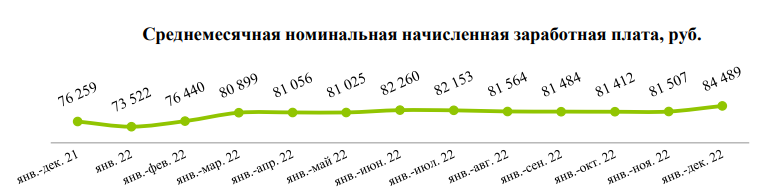 Среднемесячная номинальная начисленная заработная плата, руб.
76 259
73 522
76 440
80 899
81 056
81 025
82 260
82 153
81 564
81 484
81 412
81 507
84 489
янв.-дек. 21
янв. 22
янв.-фев. 22
янв.-мар. 22
янв.-апр. 22
янв.-май 22
янв.-июн. 22
янв.-июл. 22
янв.-авг. 22
янв.-сен. 22
янв.-окт. 22
янв.-ноя. 22
янв.-дек. 22